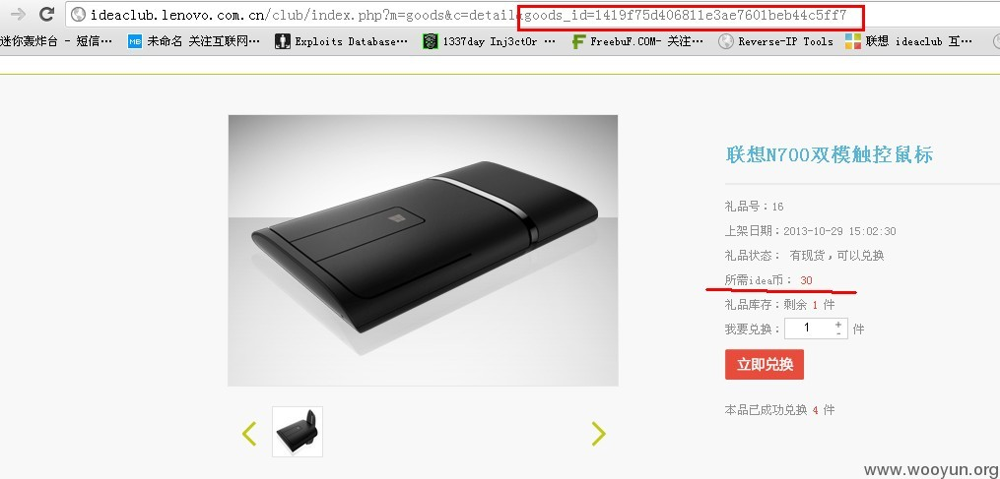 ideaclub.lenovo.com.cn/club/index.php?m=goods&c=detail&goods_id=1419f75d406811e3ae7601beb44c5ff7
迷你轰炸台 - 短信… 未命名 关注互联网… Exploits Database… 1337day Inj3ct0r … FreebuF.COM- 关注… Reverse-IP Tools 联想 ideaclub 互…
联想N700双模触控鼠标
礼品号：16
上架日期：2013-10-29 15:02:30
礼品状态： 有现货，可以兑换
所需idea币： 30
礼品库存：剩余 1 件
我要兑换： 1 + - 件
立即兑换
本品已成功兑换 4 件
www.wooyun.org